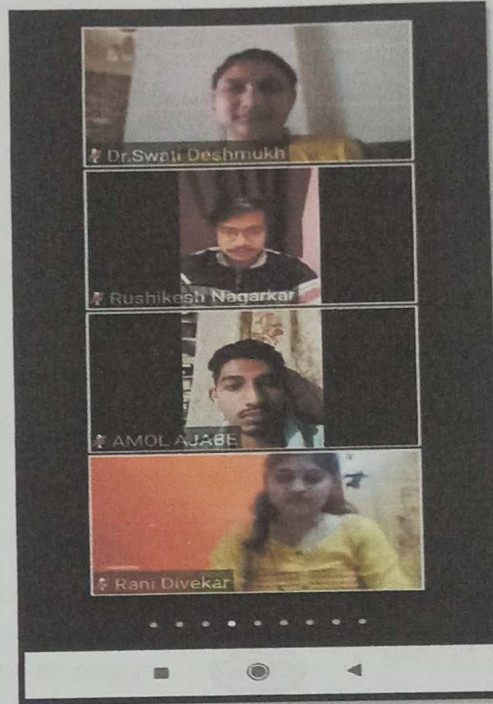 Dr.Swati Deshmukh
Rushikesh Nagarkar
AMOL AJABE
Rani Divekar